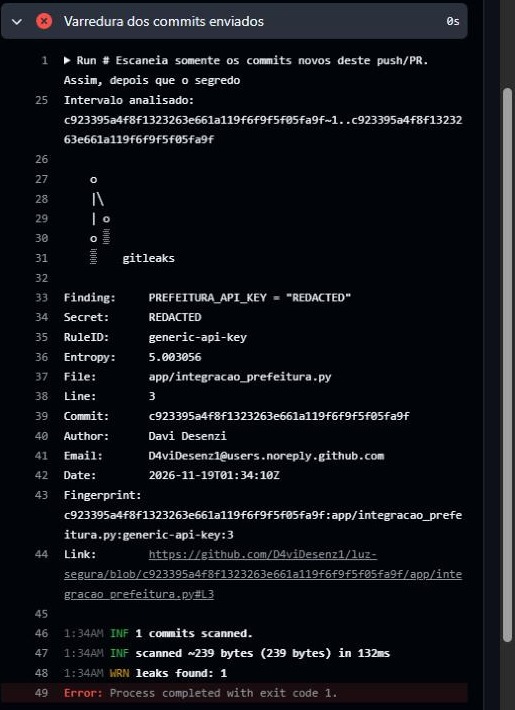 Varredura dos commits enviados 0s
1 Run # Escaneia somente os commits novos deste push/PR.
Assim, depois que o segredo
25 Intervalo analisado:
c923395a4f8f1323263e661a119f6f9f5f05fa9f~1..c923395a4f8f13232
63e661a119f6f9f5f05fa9f
26
27 o
28 |\
29 | o
30 o ░
31 ░ gitleaks
32
33 Finding: PREFEITURA_API_KEY = "REDACTED"
34 Secret: REDACTED
35 RuleID: generic-api-key
36 Entropy: 5.003056
37 File: app/integracao_prefeitura.py
38 Line: 3
39 Commit: c923395a4f8f1323263e661a119f6f9f5f05fa9f
40 Author: Davi Desenzi
41 Email: D4viDesenz1@users.noreply.github.com
42 Date: 2026-11-19T01:34:10Z
43 Fingerprint:
c923395a4f8f1323263e661a119f6f9f5f05fa9f:app/integracao_prefe
itura.py:generic-api-key:3
44 Link: https://github.com/D4viDesenz1/luz-
segura/blob/c923395a4f8f1323263e661a119f6f9f5f05fa9f/app/inte
gracao_prefeitura.py#L3
45
46 1:34AM INF 1 commits scanned.
47 1:34AM INF scanned ~239 bytes (239 bytes) in 132ms
48 1:34AM WRN leaks found: 1
49 Error: Process completed with exit code 1.